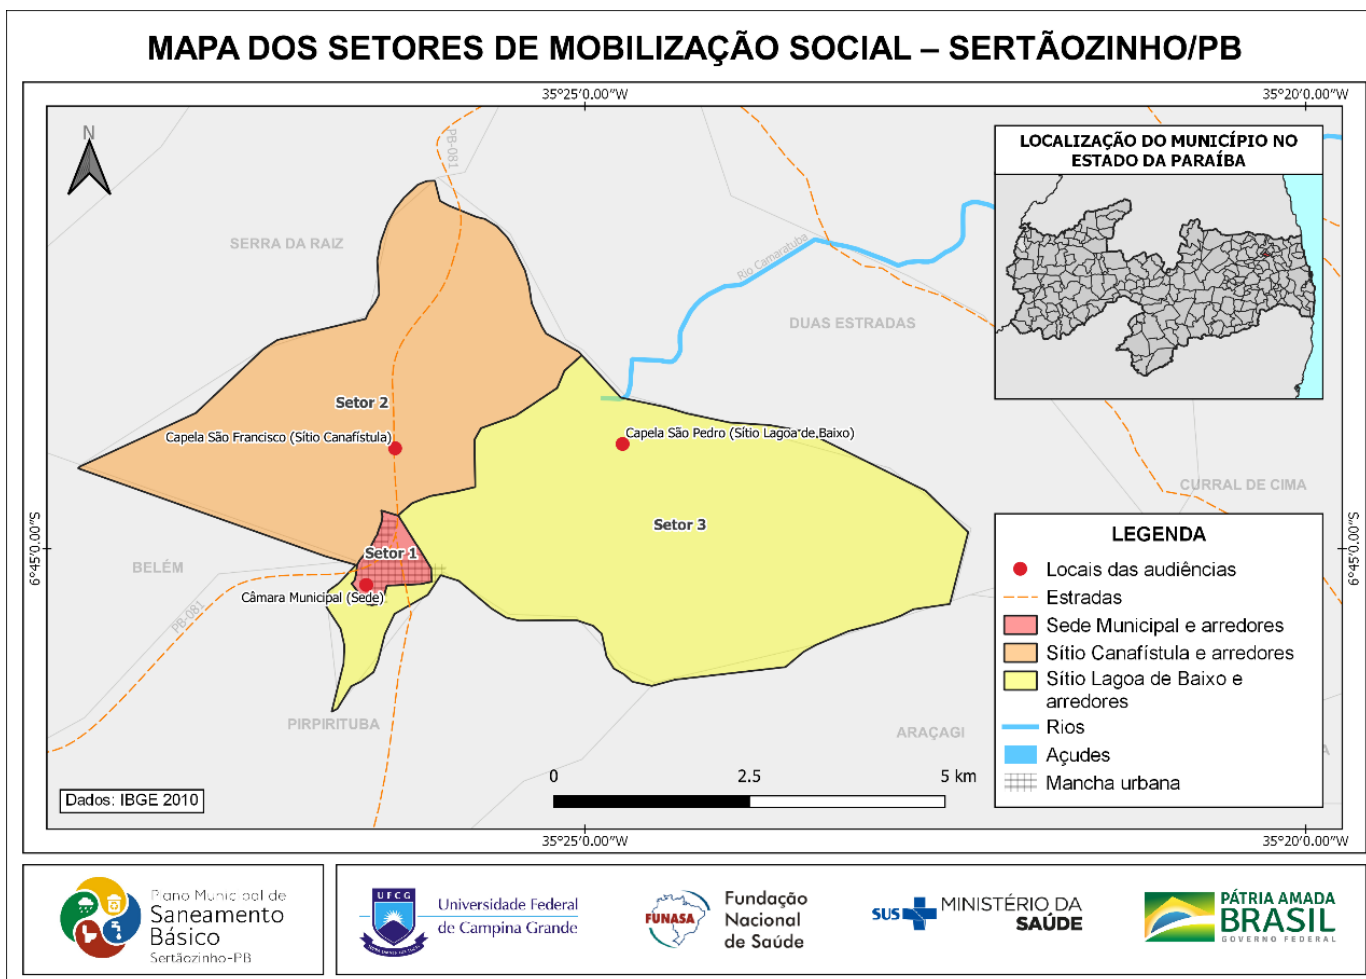 MAPA DOS SETORES DE MOBILIZAÇÃO SOCIAL – SERTÃOZINHO/PB
35°25'0.00"W
35°20'0.00"W
N
PB-081
LOCALIZAÇÃO DO MUNICÍPIO NO
ESTADO DA PARAÍBA
SERRA DA RAIZ
Rio Camaratuba
DUAS ESTRADAS
Setor 2
Capela São Francisco (Sítio Canafístula)
Capela São Pedro (Sítio Lagoa de Baixo)
CURRAL DE CIMA
Setor 3
6°45'0.00"S
6°45'0.00"S
Setor 1
BELÉM
Câmara Municipal (Sede)
PB-081
PIRPIRITUBA
ARAÇAGI
LEGENDA
Locais das audiências
Estradas
Sede Municipal e arredores
Sítio Canafístula e arredores
Sítio Lagoa de Baixo e
arredores
Rios
Açudes
Mancha urbana
0 2.5 5 km
Dados: IBGE 2010
35°25'0.00"W
35°20'0.00"W
Plano Municipal de
Saneamento
Básico
Sertãozinho-PB
UFCG
Universidade Federal
de Campina Grande
FUNASA
Fundação
Nacional
de Saúde
SUS
MINISTÉRIO DA
SAÚDE
PÁTRIA AMADA
BRASIL
GOVERNO FEDERAL